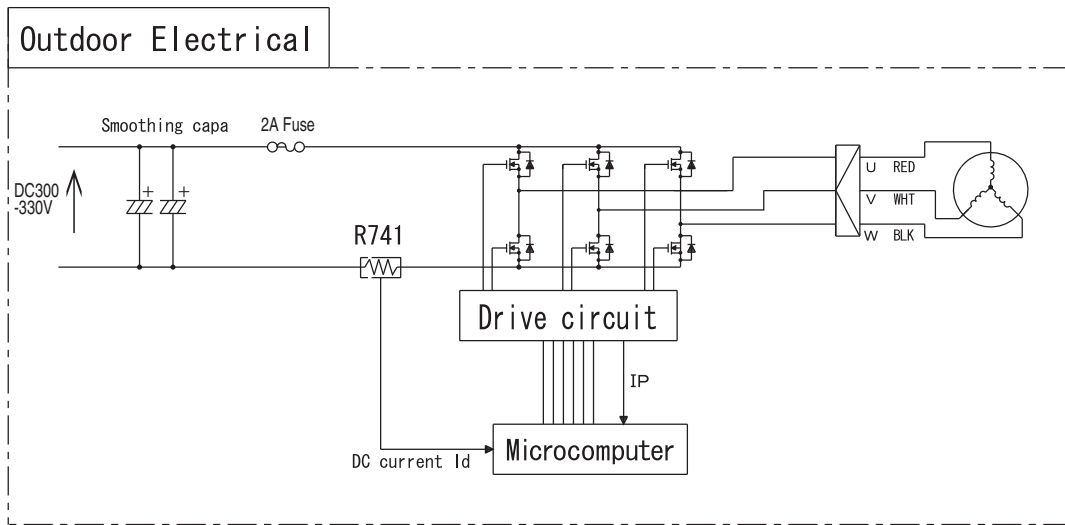 Outdoor Electrical
Smoothing capa
2A Fuse
DC300
-330V
R741
U RED
V WHT
W BLK
Drive circuit
IP
Microcomputer
DC current Id